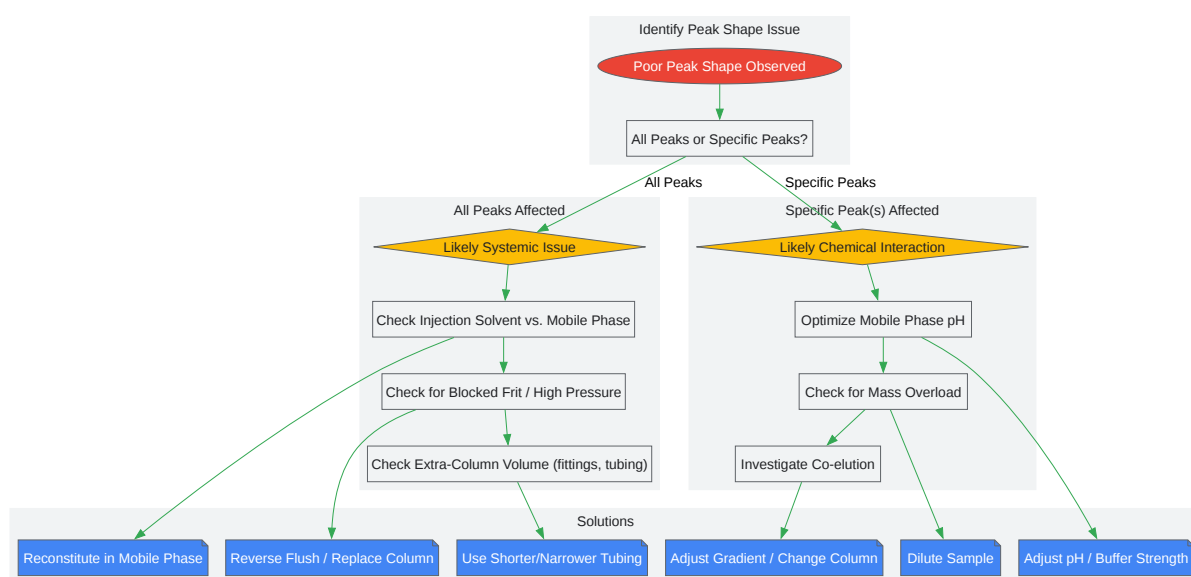 Identify Peak Shape Issue
Poor Peak Shape Observed
All Peaks or Specific Peaks?
All Peaks
Specific Peaks
All Peaks Affected
Specific Peak(s) Affected
Likely Systemic Issue
Likely Chemical Interaction
Check Injection Solvent vs. Mobile Phase
Optimize Mobile Phase pH
Check for Blocked Frit / High Pressure
Check for Mass Overload
Check Extra-Column Volume (fittings, tubing)
Investigate Co-elution
Solutions
Reconstitute in Mobile Phase
Reverse Flush / Replace Column
Use Shorter/Narrower Tubing
Adjust Gradient / Change Column
Dilute Sample
Adjust pH / Buffer Strength